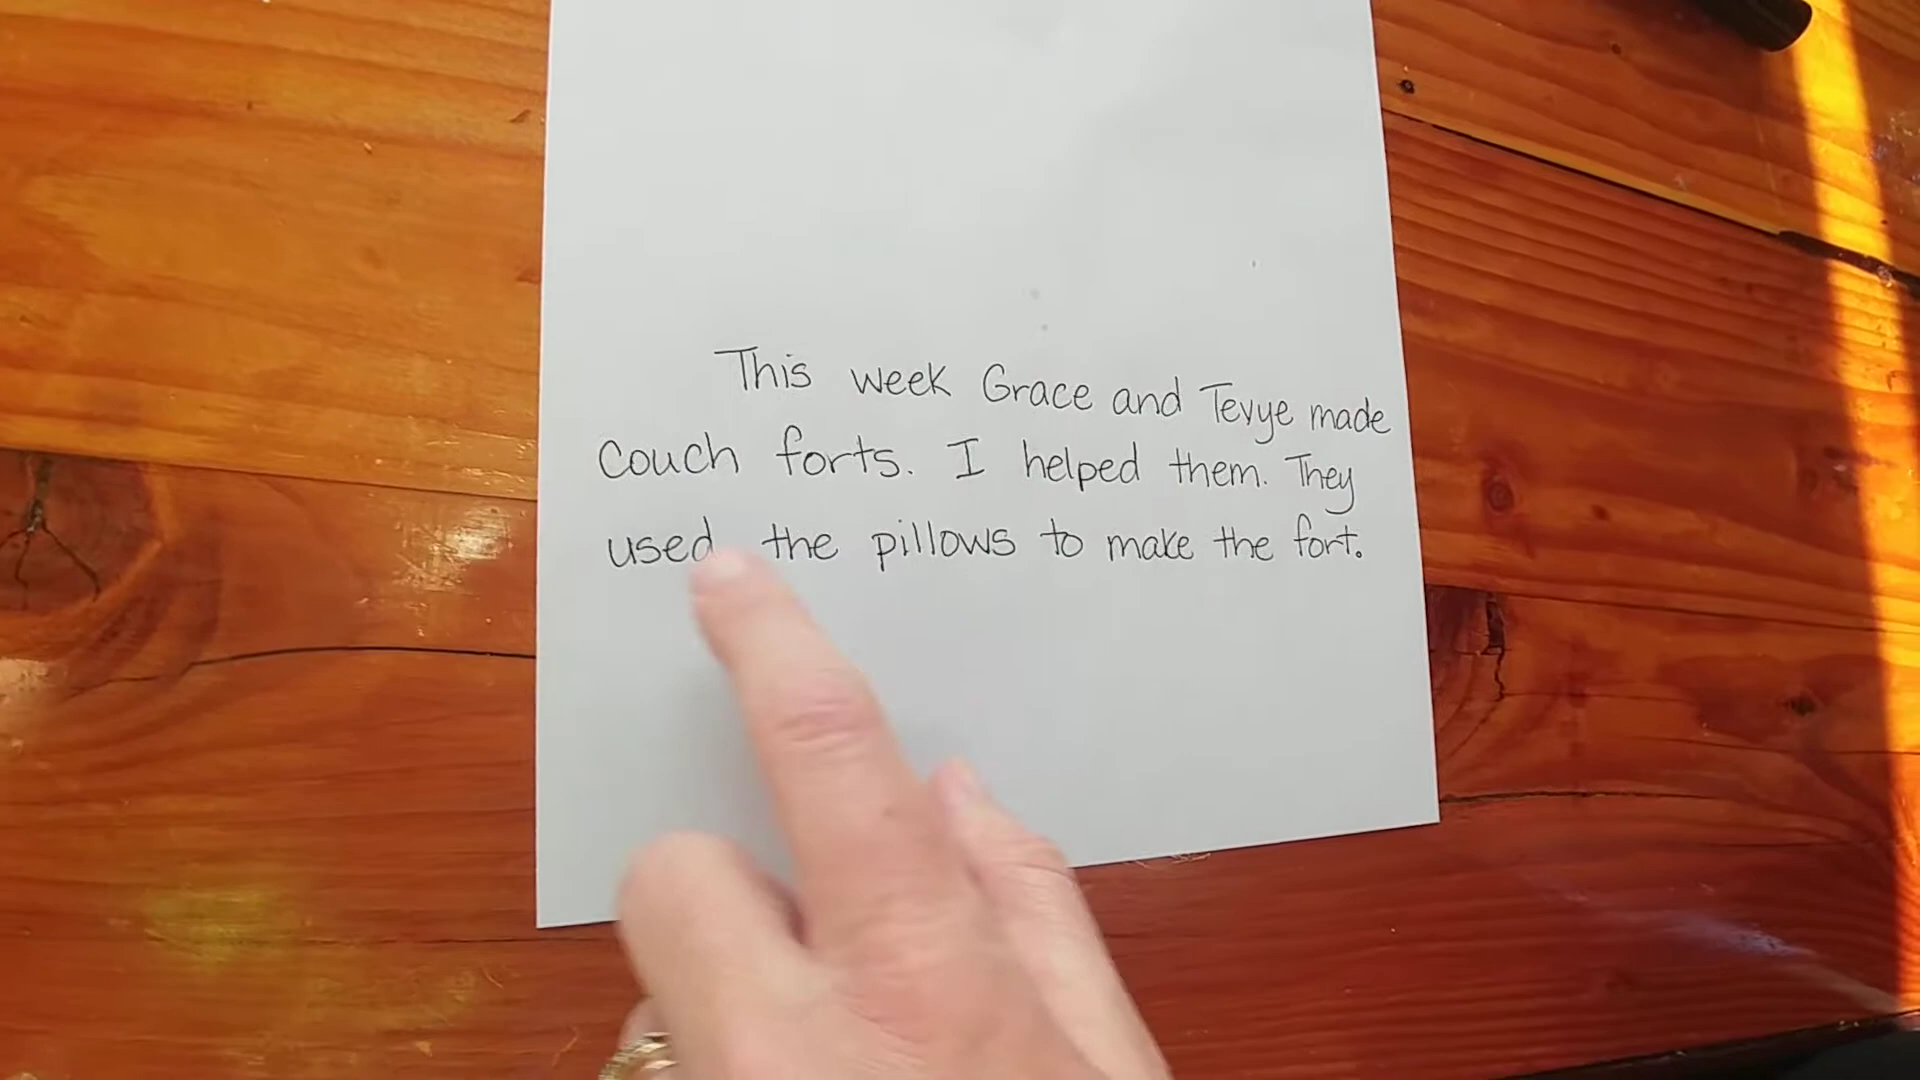 This week Grace and Tevye made
couch forts. I helped them. They
used the pillows to make the fort.